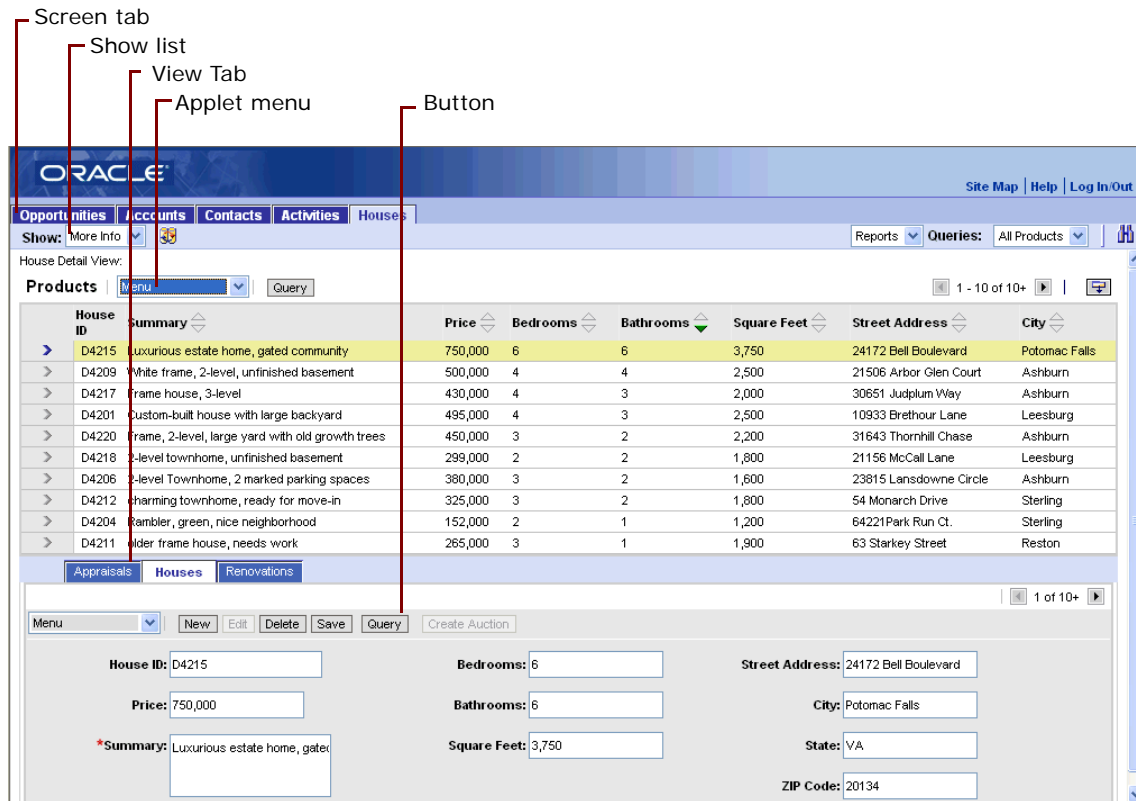 Screen tab
Show list
View Tab
Applet menu
Button
ORACLE
Site Map | Help | Log In/Out
Opportunities Accounts Contacts Activities Houses
Show: More Info Reports Queries: All Products
House Detail View:
Products Menu Query 1 - 10 of 10+
House ID Summary Price Bedrooms Bathrooms Square Feet Street Address City
D4215 Luxurious estate home, gated community 750,000 6 6 3,750 24172 Bell Boulevard Potomac Falls
D4209 White frame, 2-level, unfinished basement 500,000 4 4 2,500 21506 Arbor Glen Court Ashburn
D4217 Frame house, 3-level 430,000 4 3 2,000 30651 Judplum Way Ashburn
D4201 Custom-built house with large backyard 495,000 4 3 2,500 10933 Brethour Lane Leesburg
D4220 Frame, 2-level, large yard with old growth trees 450,000 3 2 2,200 31643 Thornhill Chase Ashburn
D4218 2-level townhome, unfinished basement 299,000 2 2 1,800 21156 McCall Lane Leesburg
D4206 2-level Townhome, 2 marked parking spaces 380,000 3 2 1,600 23815 Lansdowne Circle Ashburn
D4212 charming townhome, ready for move-in 325,000 3 2 1,800 54 Monarch Drive Sterling
D4204 Rambler, green, nice neighborhood 152,000 2 1 1,200 64221Park Run Ct. Sterling
D4211 older frame house, needs work 265,000 3 1 1,900 63 Starkey Street Reston
Appraisals Houses Renovations
1 of 10+
Menu New Edit Delete Save Query Create Auction
House ID: D4215 Bedrooms: 6 Street Address: 24172 Bell Boulevard
Price: 750,000 Bathrooms: 6 City: Potomac Falls
*Summary: Luxurious estate home, gated Square Feet: 3,750 State: VA
ZIP Code: 20134